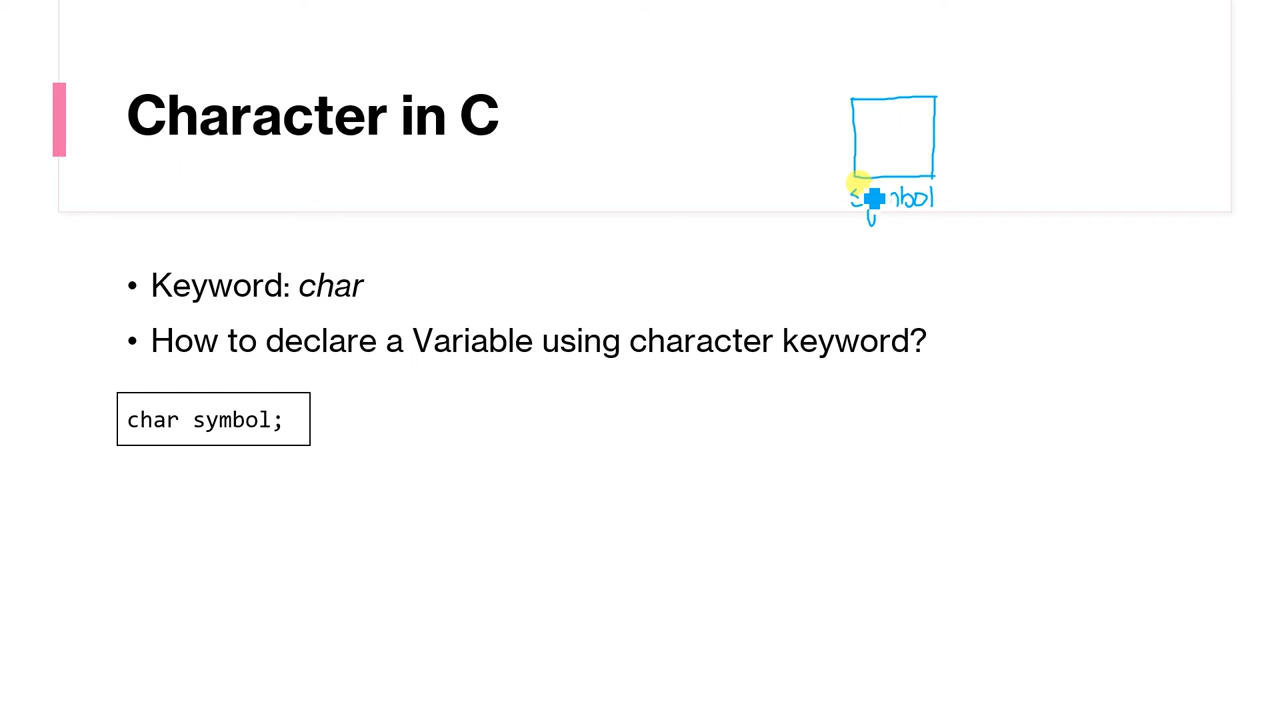 Character in C
• Keyword: char
• How to declare a Variable using character keyword?
char symbol;